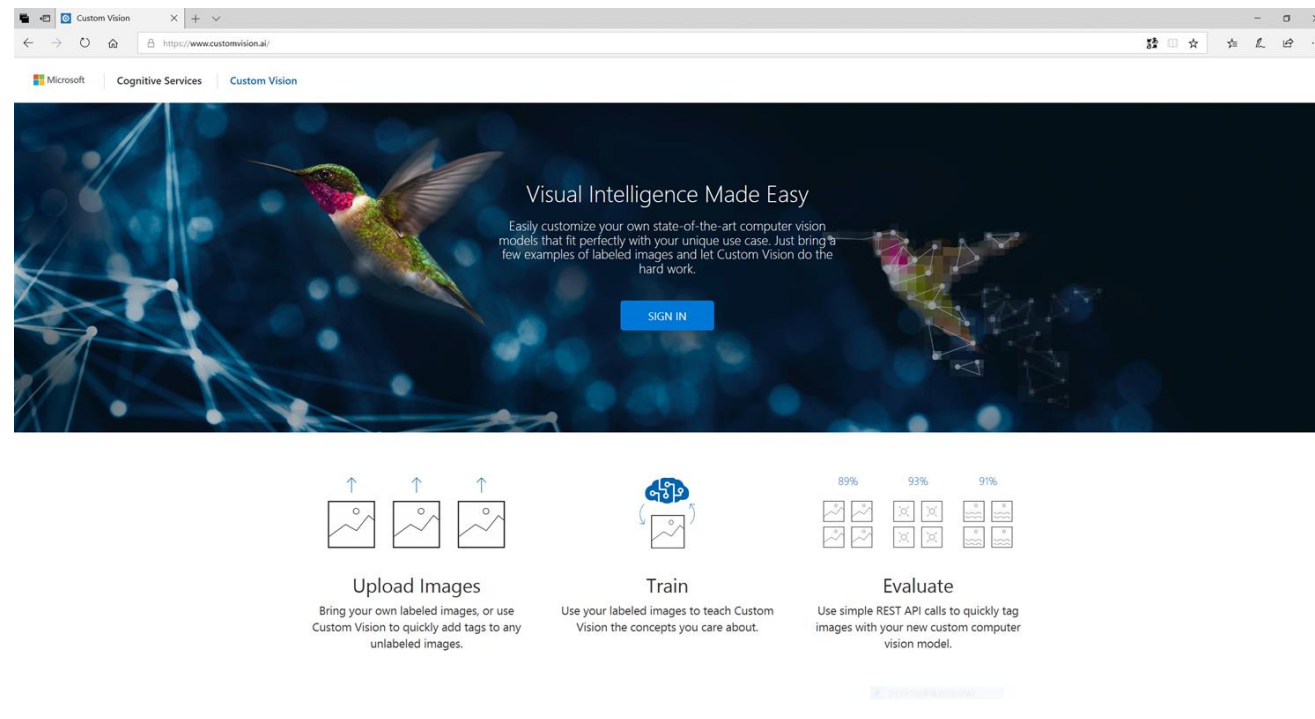 Custom Vision
https://www.customvision.ai/
Microsoft
Cognitive Services
Custom Vision
Visual Intelligence Made Easy
Easily customize your own state-of-the-art computer vision
models that fit perfectly with your unique use case. Just bring a
few examples of labeled images and let Custom Vision do the
hard work.
SIGN IN
89% 93% 91%
Upload Images
Bring your own labeled images, or use
Custom Vision to quickly add tags to any
unlabeled images.
Train
Use your labeled images to teach Custom
Vision the concepts you care about.
Evaluate
Use simple REST API calls to quickly tag
images with your new custom computer
vision model.